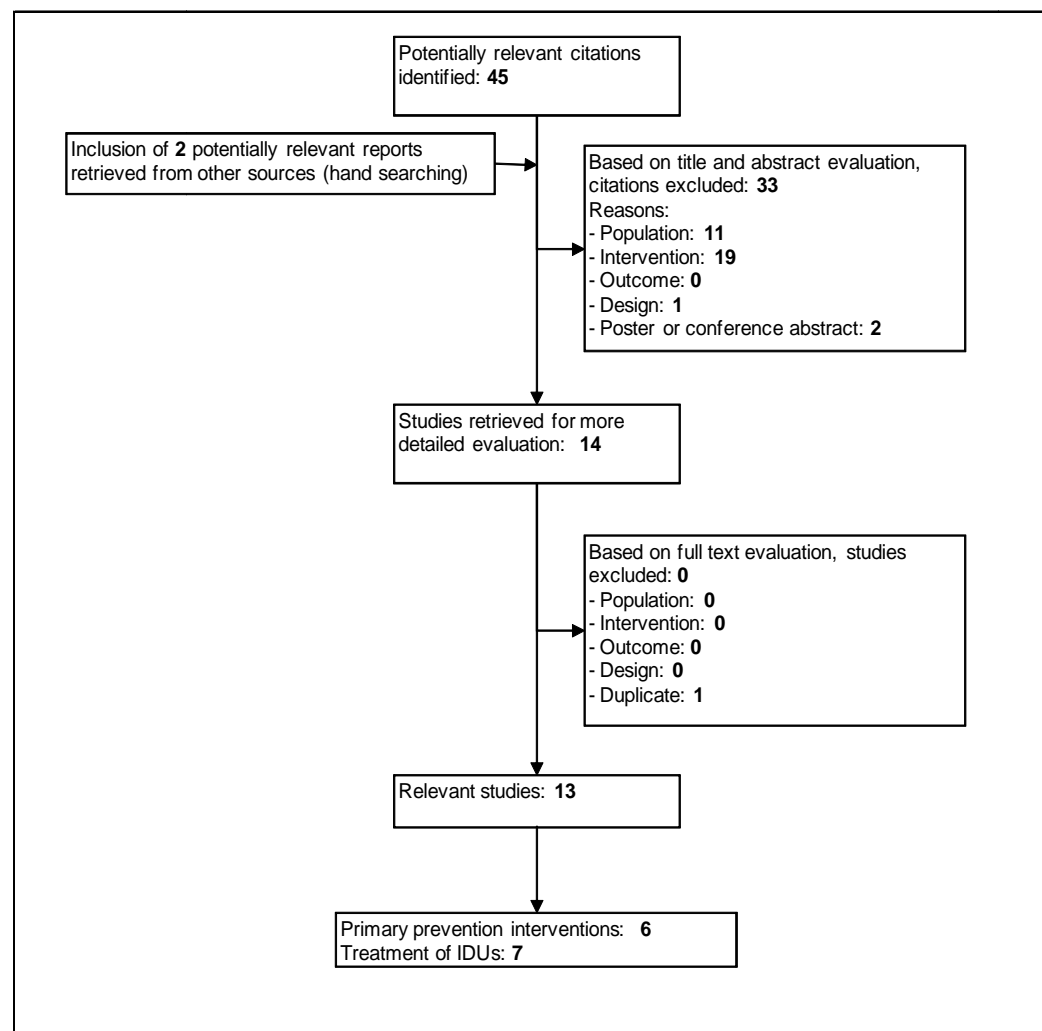 Potentially relevant citations
identified: 45
Inclusion of 2 potentially relevant reports
retrieved from other sources (hand searching)
Based on title and abstract evaluation,
citations excluded: 33
Reasons:
- Population: 11
- Intervention: 19
- Outcome: 0
- Design: 1
- Poster or conference abstract: 2
Studies retrieved for more
detailed evaluation: 14
Based on full text evaluation, studies
excluded: 0
- Population: 0
- Intervention: 0
- Outcome: 0
- Design: 0
- Duplicate: 1
Relevant studies: 13
Primary prevention interventions: 6
Treatment of IDUs: 7